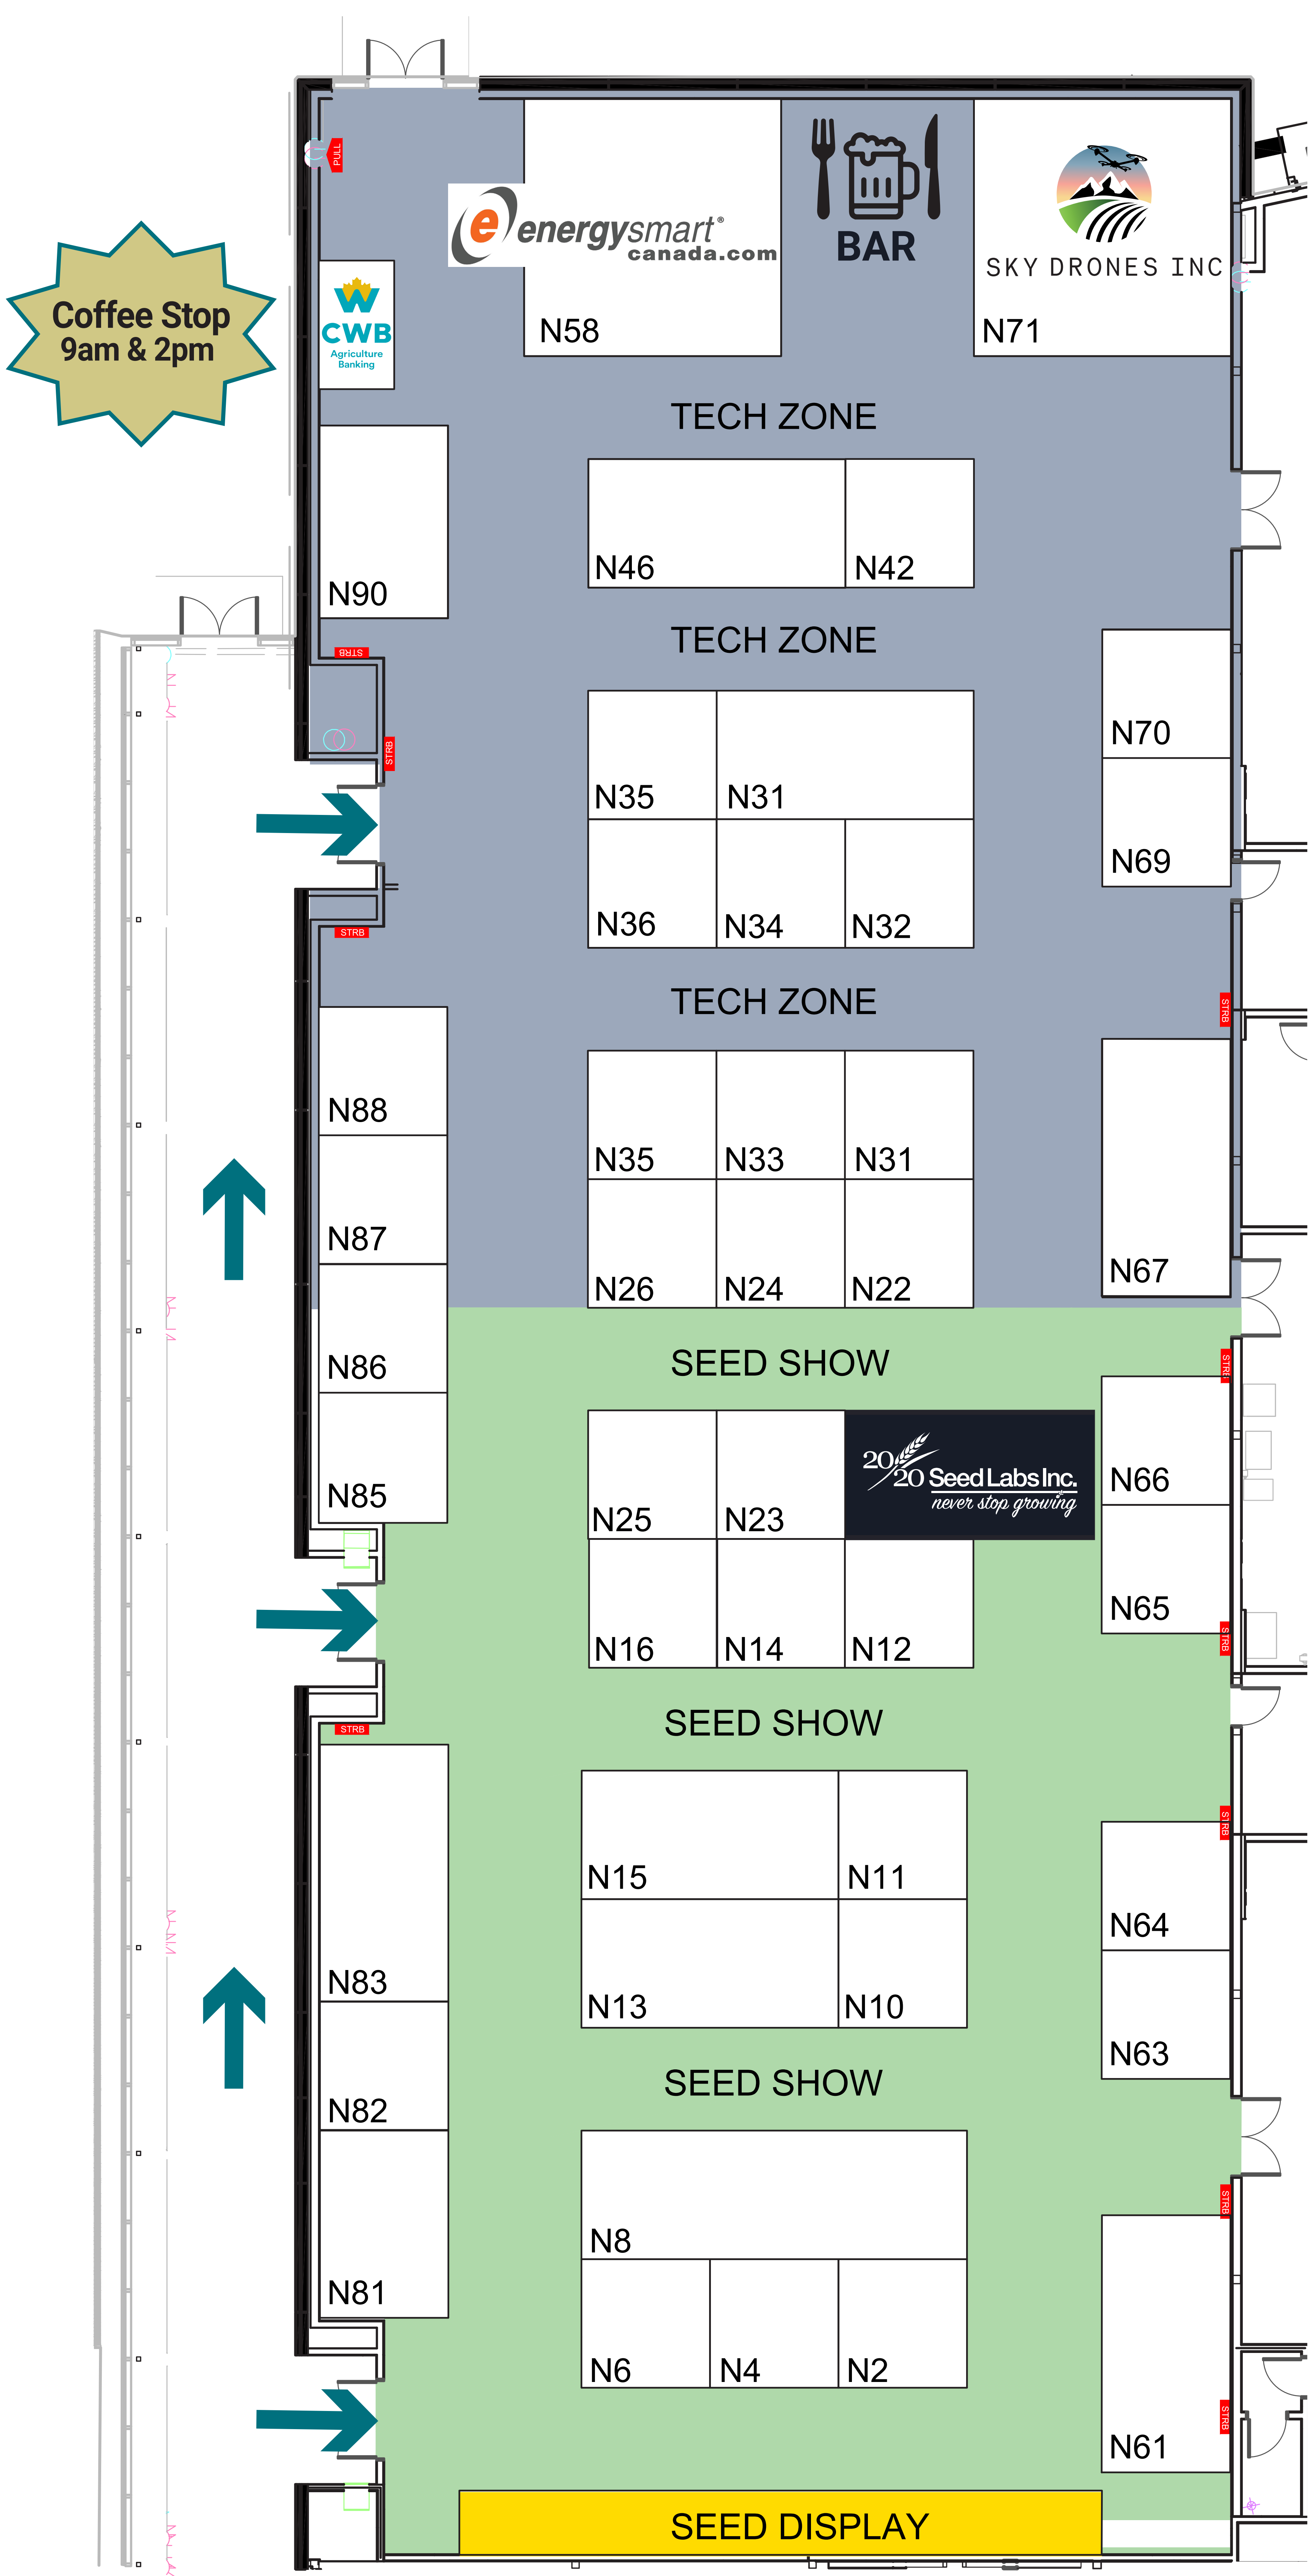 PULL
energysmart®
canada.com
N58
BAR
SKY DRONES INC
N71
Coffee Stop
9am & 2pm
CWB
Agriculture
Banking
TECH ZONE
N90
N46
N42
TECH ZONE
STRB
STRB
N70
N35
N31
N69
N36
N34
N32
STRB
TECH ZONE
STRB
N88
N35
N33
N31
N87
N26
N24
N22
N67
SEED SHOW
STRB
N86
N66
20/20 Seed Labs Inc.
never stop growing
N85
N25
N23
N65
N16
N14
N12
STRB
SEED SHOW
STRB
STRB
N15
N11
N64
N83
N13
N10
N63
SEED SHOW
N82
STRB
N8
N81
N6
N4
N2
STRB
N61
SEED DISPLAY